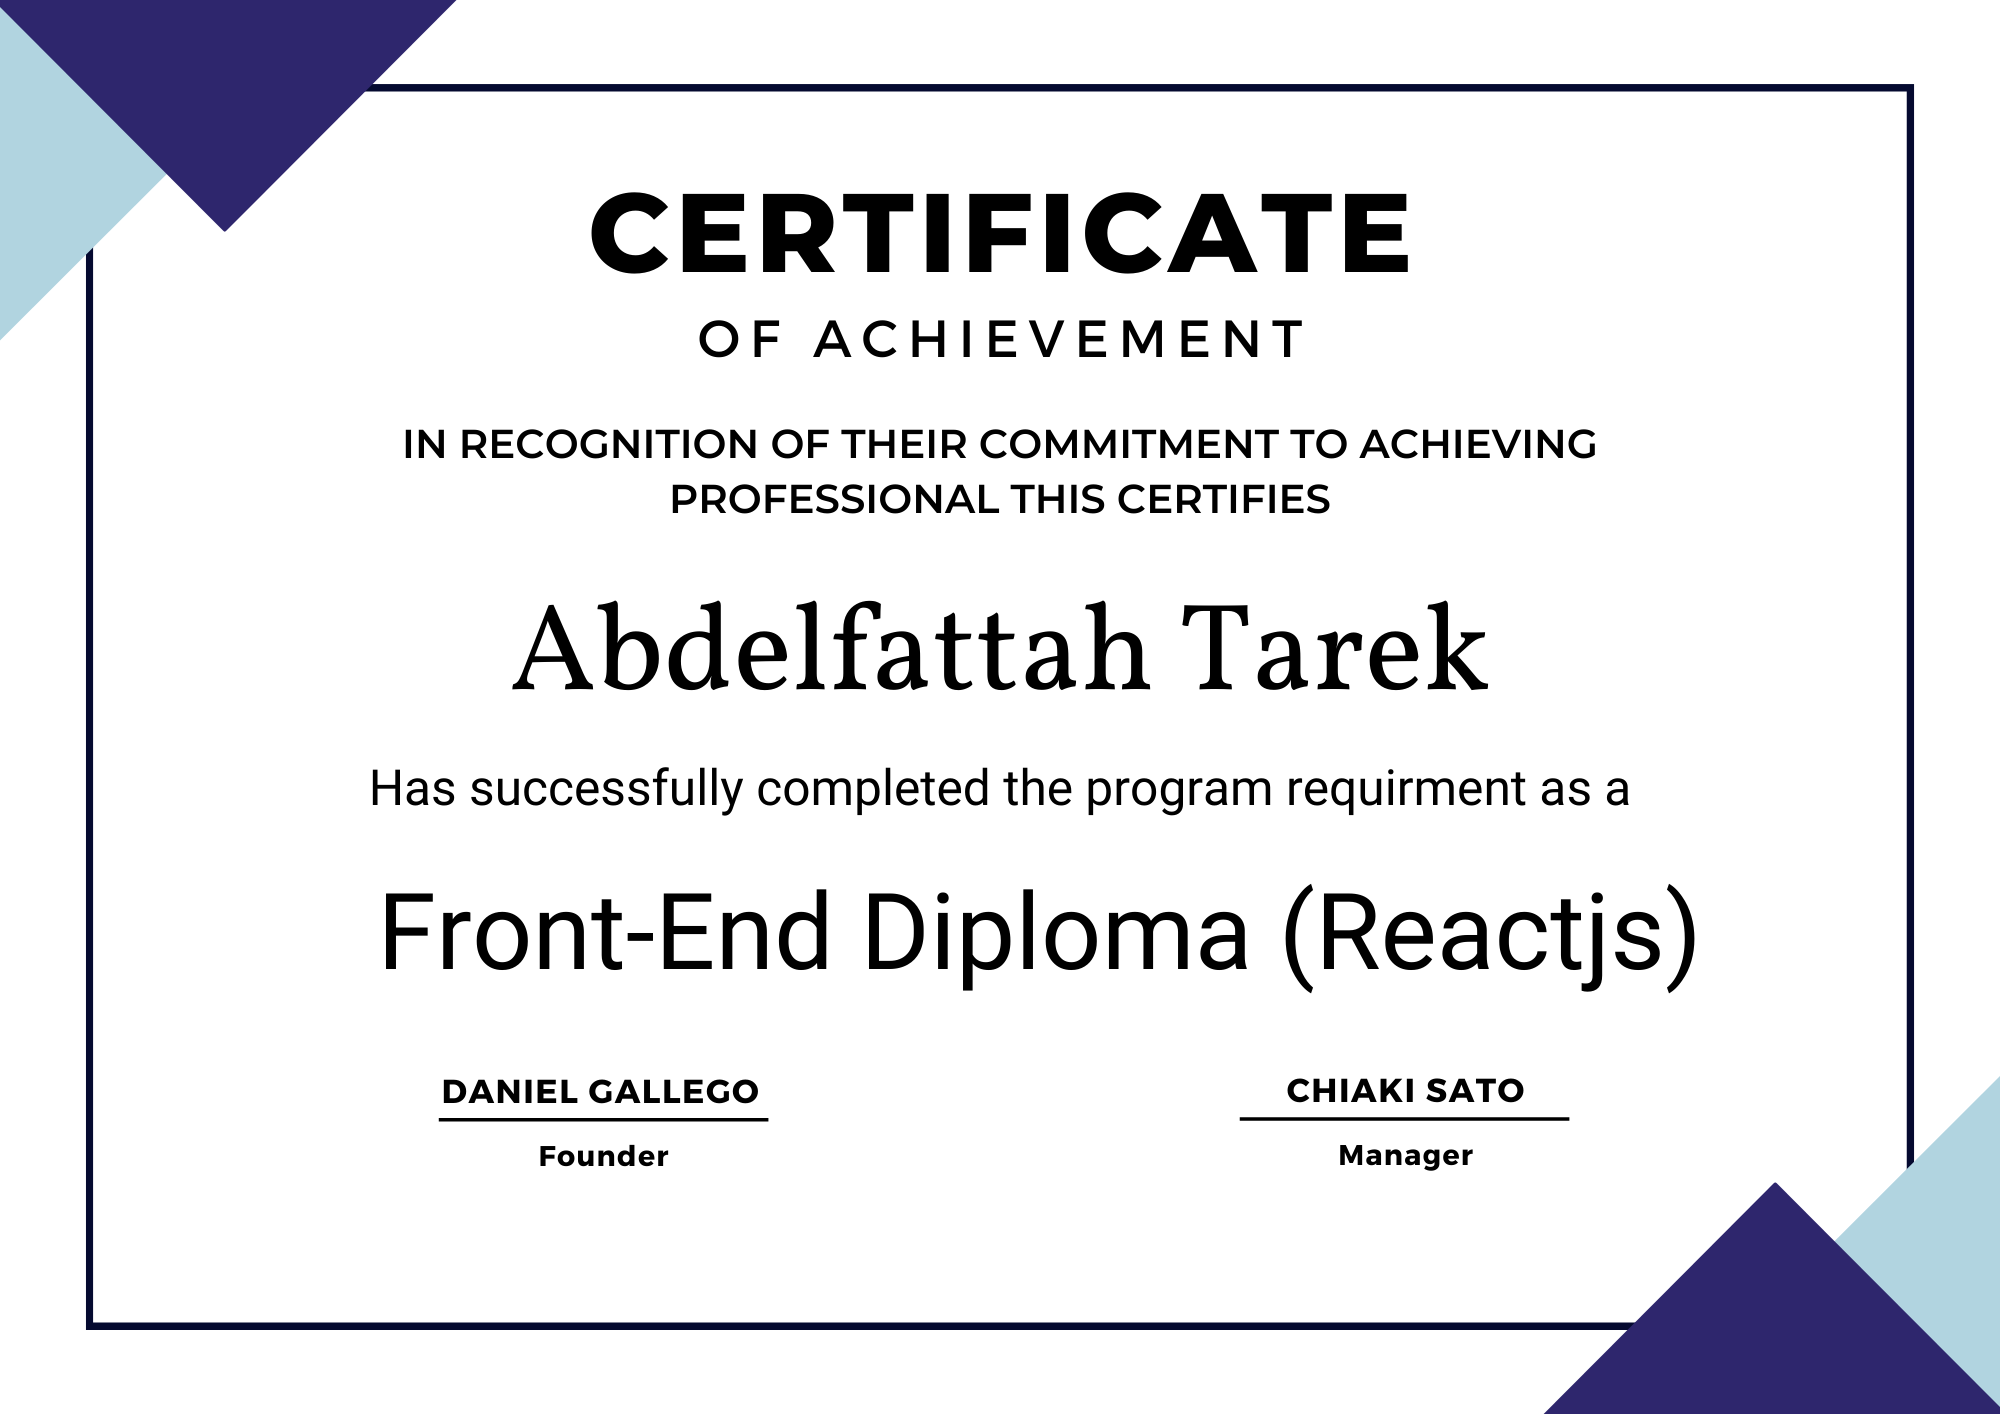 CERTIFICATE
OF ACHIEVEMENT
IN RECOGNITION OF THEIR COMMITMENT TO ACHIEVING
PROFESSIONAL THIS CERTIFIES
Abdelfattah Tarek
Has successfully completed the program requirment as a
Front-End Diploma (Reactjs)
DANIEL GALLEGO
Founder
CHIAKI SATO
Manager